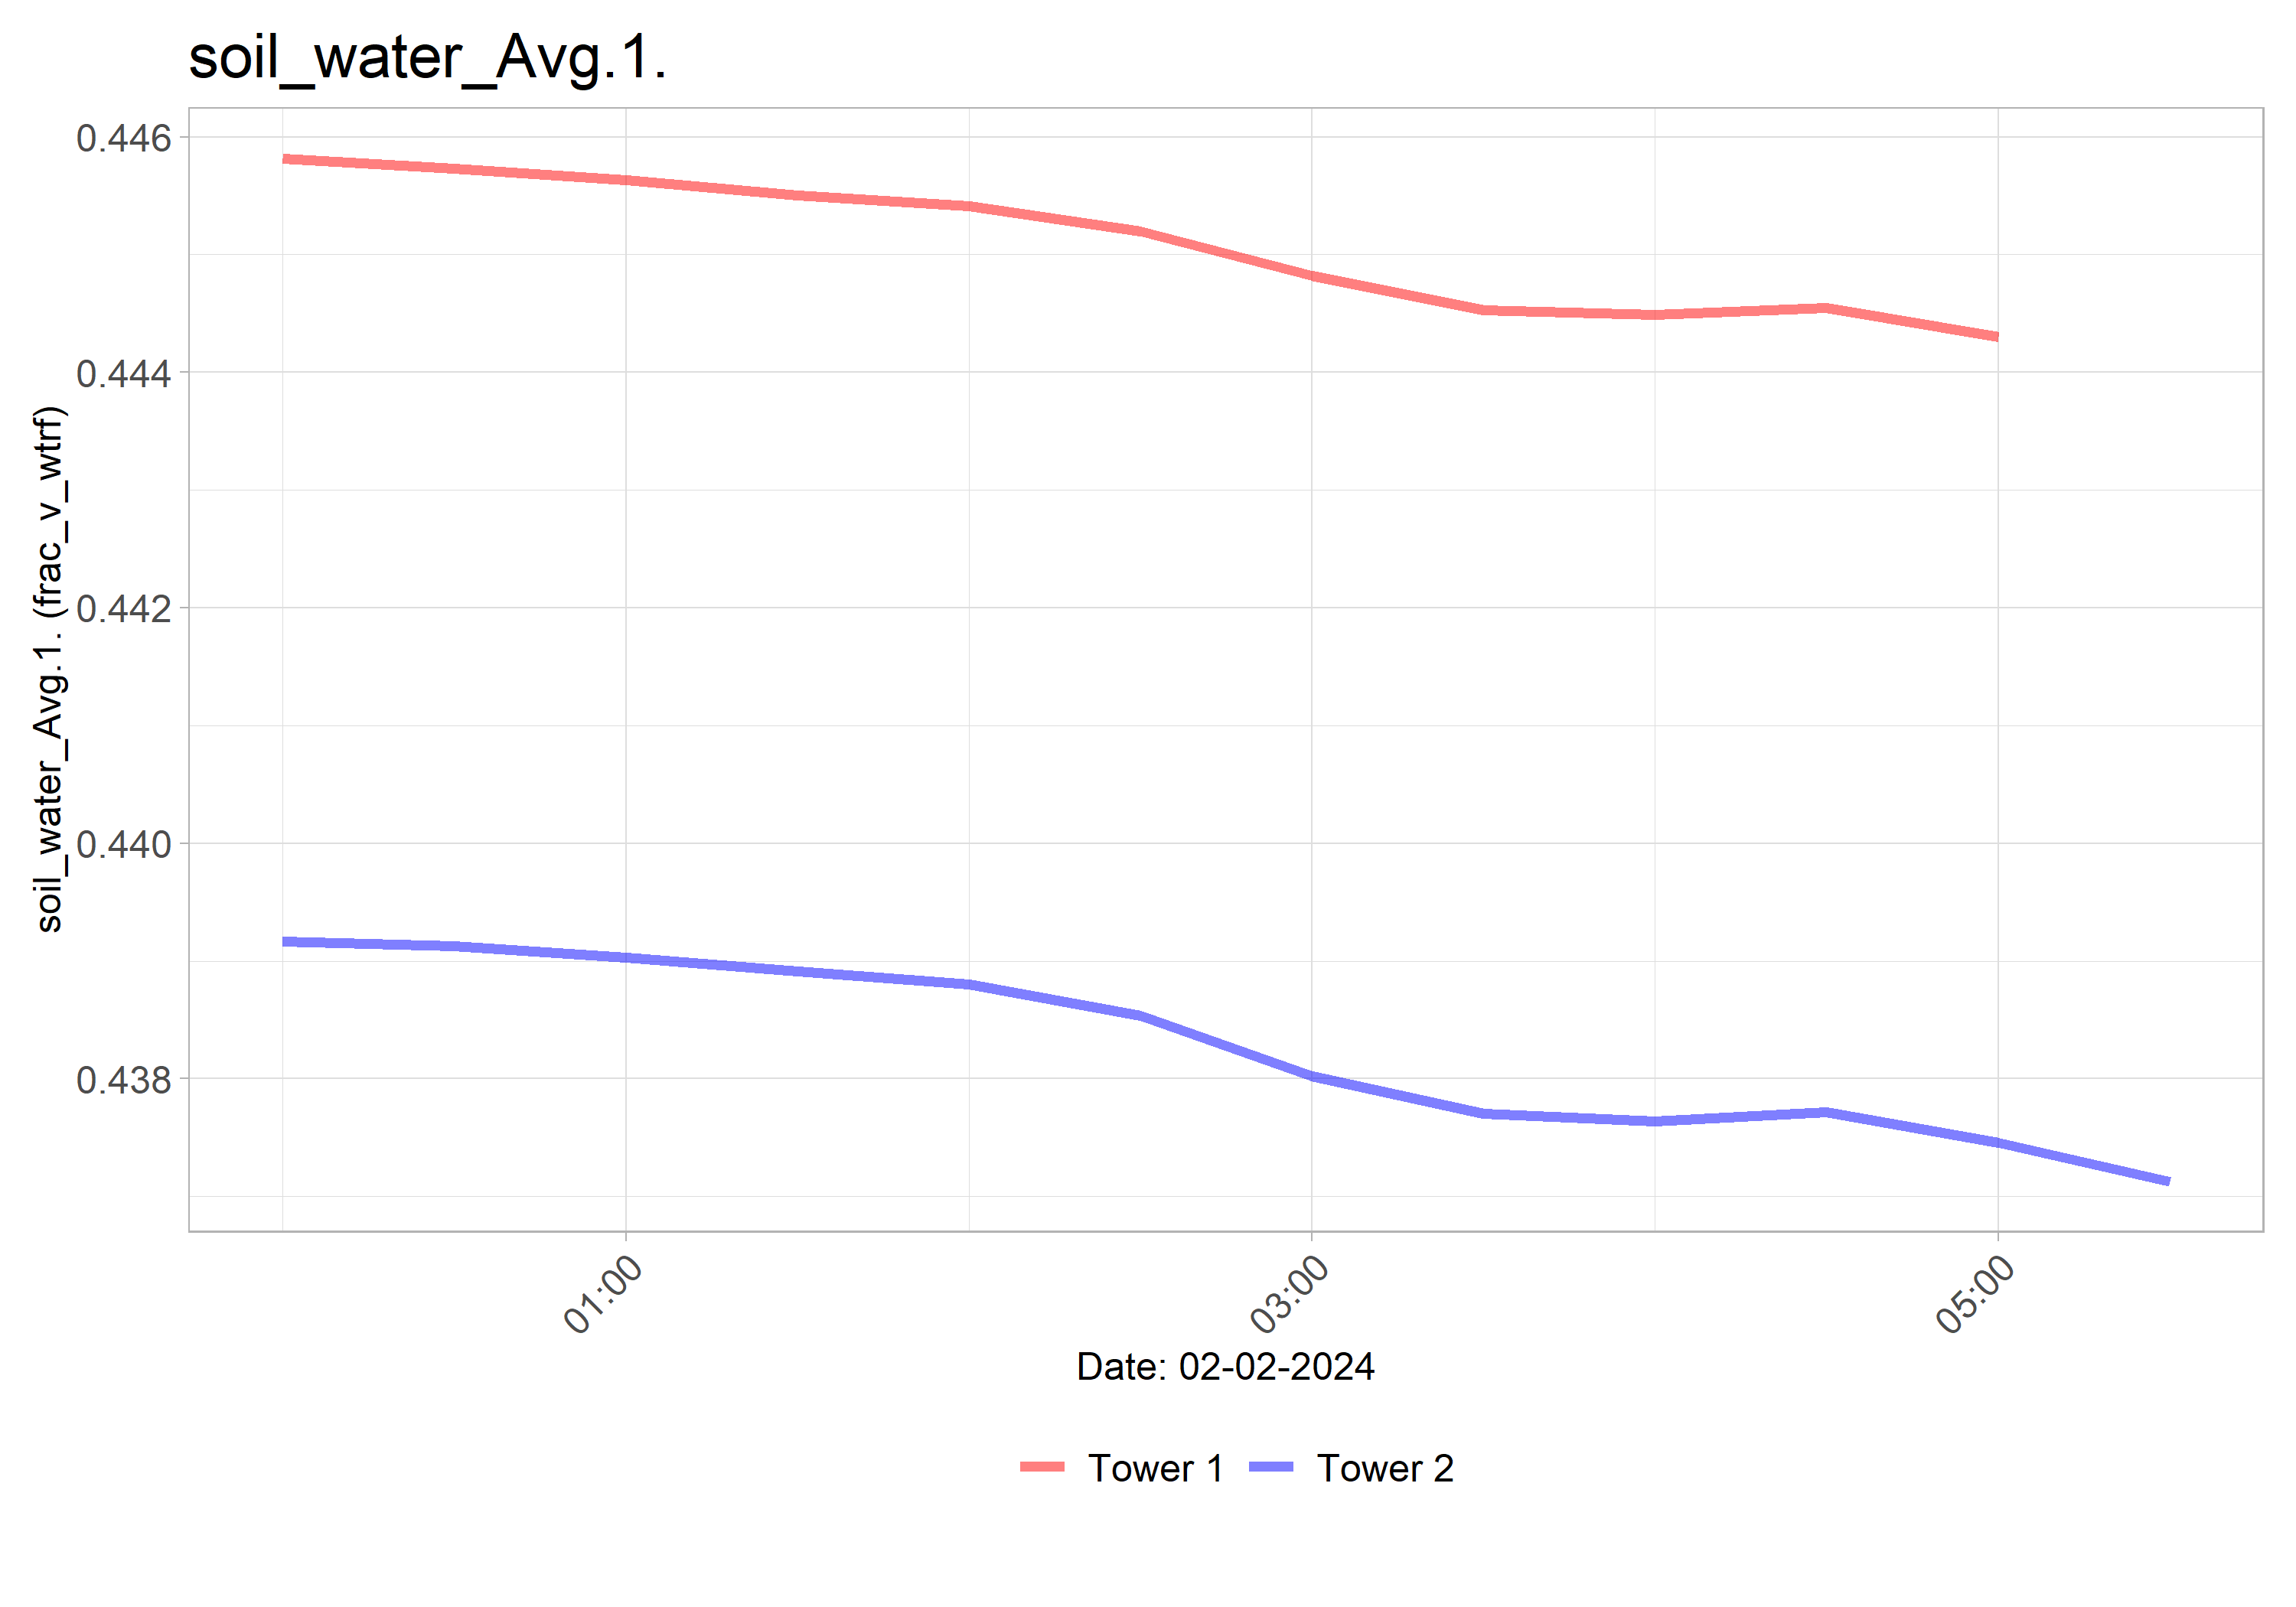 soil_water_Avg.1.
soil_water_Avg.1. (frac_v_wtrf)
0.446
0.444
0.442
0.440
0.438
01:00
03:00
05:00
Date: 02-02-2024
Tower 1
Tower 2